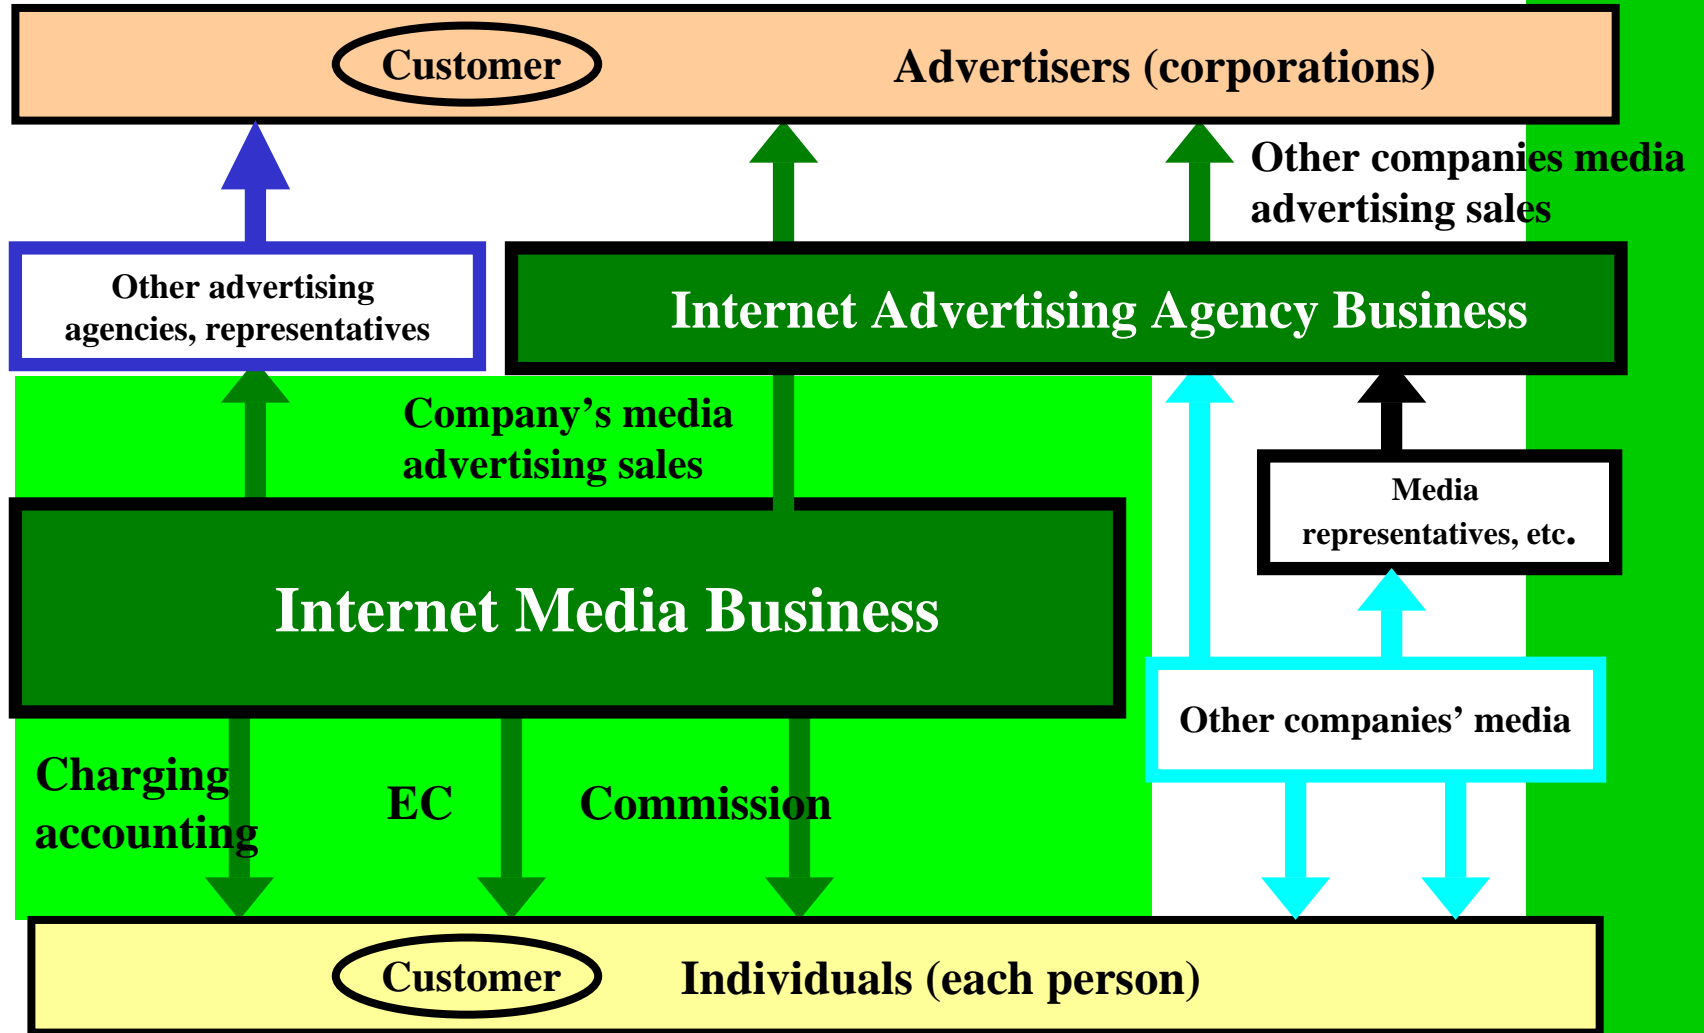 Customer Advertisers (corporations)
Other companies media
advertising sales
Other advertising
agencies, representatives
Internet Advertising Agency Business
Company’s media
advertising sales
Media
representatives, etc.
Internet Media Business
Other companies’ media
Charging
accounting
EC
Commission
Customer Individuals (each person)